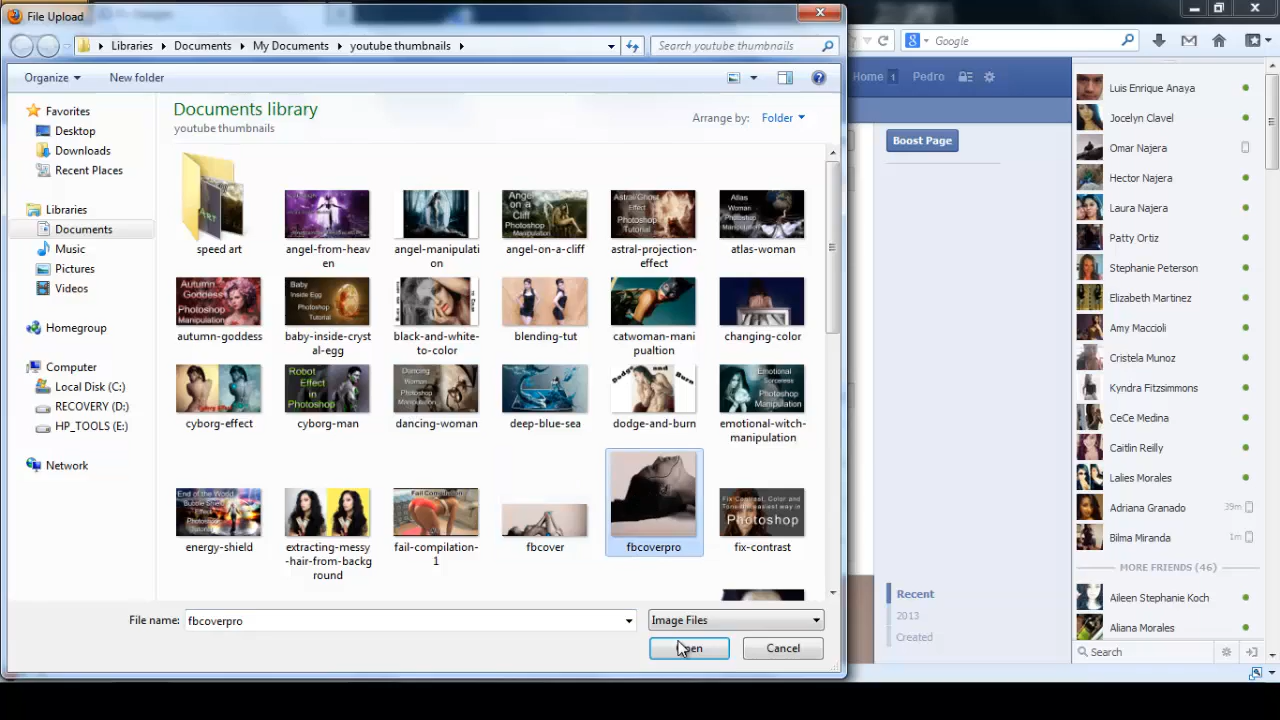 File Upload
Libraries
Documents
My Documents
youtube thumbnails
Search youtube thumbnails
Google
Organize
New folder
Home 1
Pedro
Favorites
Desktop
Downloads
Recent Places
Libraries
Documents
Music
Pictures
Videos
Homegroup
Computer
Local Disk (C:)
RECOVERY (D:)
HP_TOOLS (E:)
Network
Documents library
youtube thumbnails
Arrange by: Folder
speed art
angel-from-heav
en
angel-manipulati
on
angel-on-a-cliff
astral-projection-
effect
atlas-woman
autumn-goddess
baby-inside-cryst
al-egg
black-and-white-
to-color
blending-tut
catwoman-mani
pualtion
changing-color
cyborg-effect
cyborg-man
dancing-woman
deep-blue-sea
dodge-and-burn
emotional-witch-
manipulation
energy-shield
extracting-messy
-hair-from-backg
round
fail-compilation-
1
fbcover
fbcoverpro
fix-contrast
File name: fbcoverpro
Image Files
Cancel
Boost Page
Recent
2013
Created
Luis Enrique Anaya
Jocelyn Clavel
Omar Najera
Hector Najera
Laura Najera
Patty Ortiz
Stephanie Peterson
Elizabeth Martinez
Amy Maccioli
Cristela Munoz
Kyndra Fitzsimmons
CeCe Medina
Caitlin Reilly
Lalies Morales
Adriana Granado 39m
Bilma Miranda 1m
MORE FRIENDS (46)
Aileen Stephanie Koch
Aliana Morales
Search